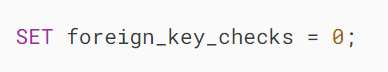 SET foreign_key_checks = 0;